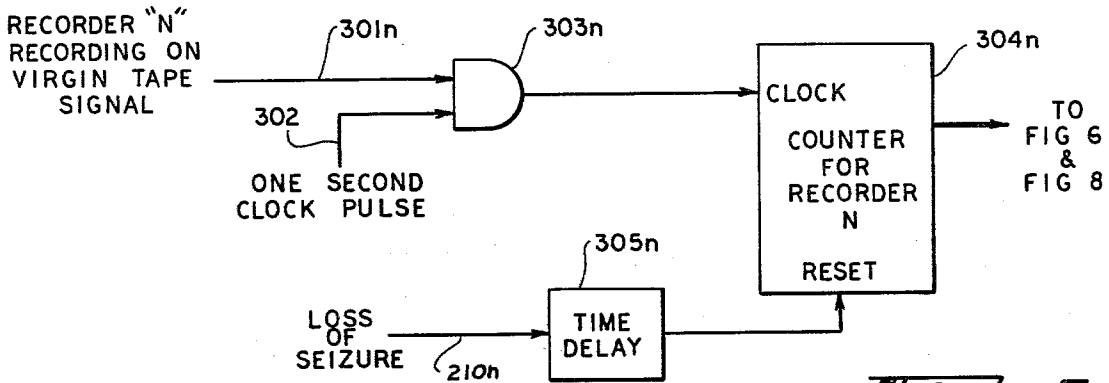 RECORDER "N"
RECORDING ON
VIRGIN TAPE
SIGNAL
301n
303n
304n
302
ONE SECOND
CLOCK PULSE
CLOCK
COUNTER
FOR
RECORDER
N
RESET
TO
FIG 6
&
FIG 8
305n
LOSS
OF
SEIZURE
210n
TIME
DELAY